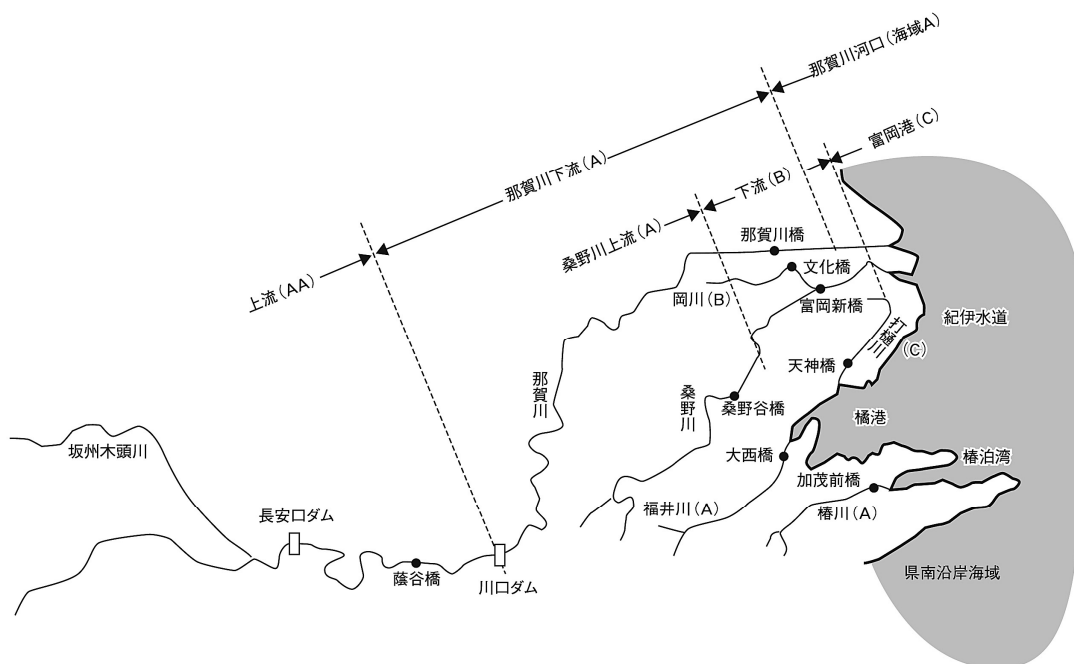 那賀川河口(海域A)
富岡港(C)
那賀川下流(A)
下流(B)
桑野川上流(A)
上流(AA)
那賀川橋
文化橋
岡川(B)
富岡新橋
紀伊水道
打樋川
(C)
天神橋
那賀川
桑野川
桑野谷橋
橘港
坂州木頭川
大西橋
椿泊湾
加茂前橋
福井川(A)
椿川(A)
長安口ダム
蔭谷橋
川口ダム
県南沿岸海域